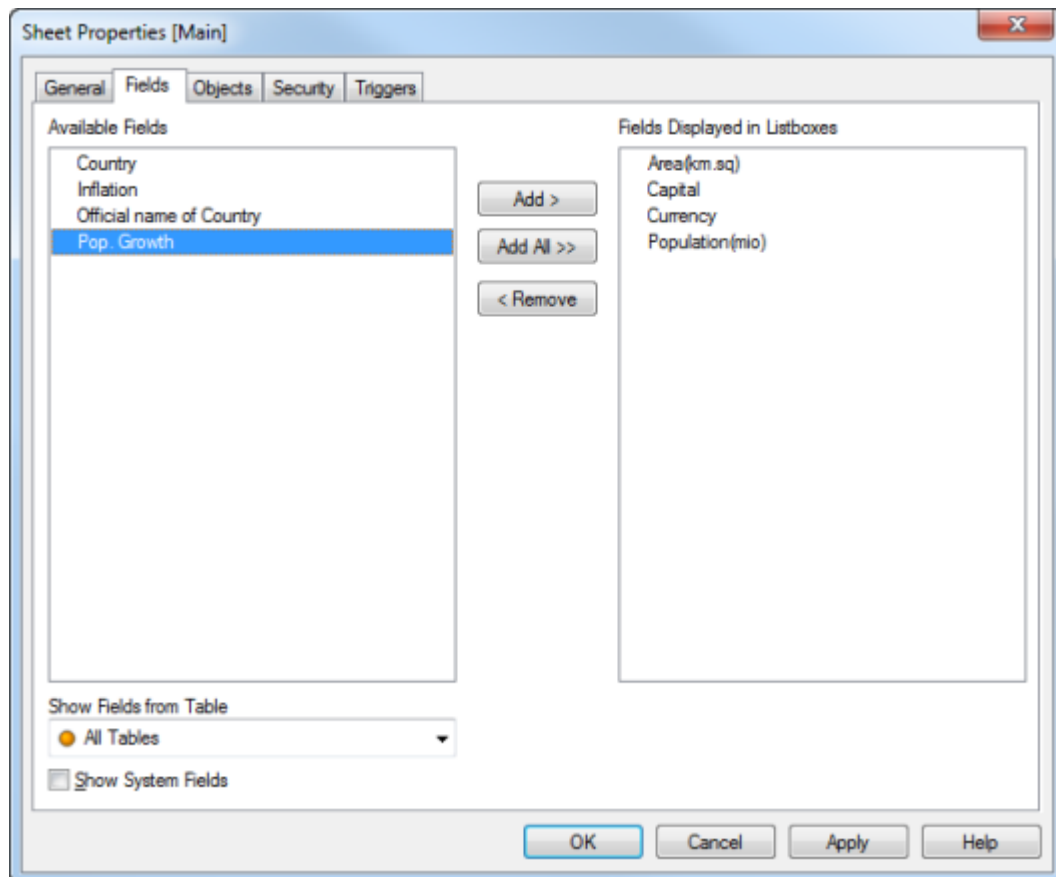 Sheet Properties [Main]
General Fields Objects Security Triggers
Available Fields
Country
Inflation
Official name of Country
Pop. Growth
Add >
Add All >>
< Remove
Fields Displayed in Listboxes
Area(km.sq)
Capital
Currency
Population(mio)
Show Fields from Table
All Tables
Show System Fields
OK Cancel Apply Help